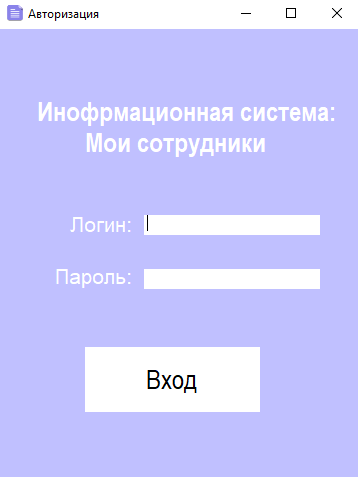 Авторизация
Инофрмационная система:
Мои сотрудники
Логин:
Пароль:
Вход